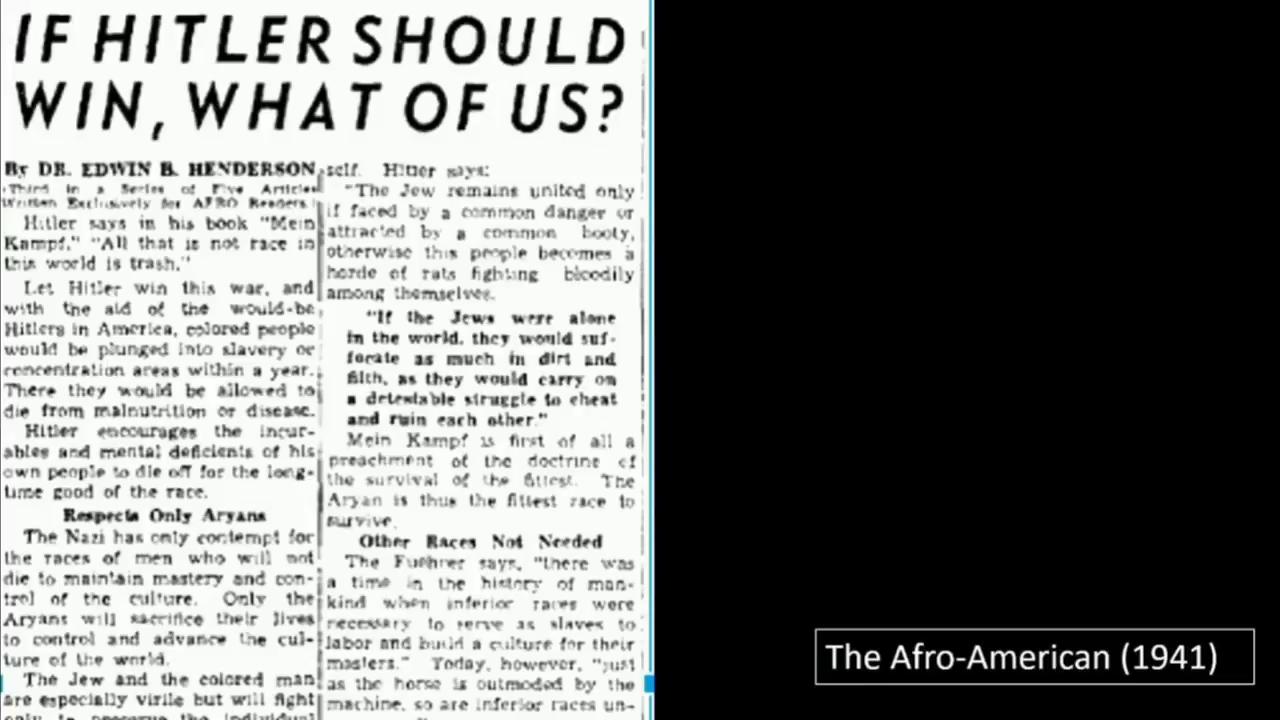 IF HITLER SHOULD
WIN, WHAT OF US?
By DR. EDWIN B. HENDERSON
(Third in a Series of Five Articles
Written Exclusively for AFRO Readers.)
Hitler says in his book "Mein
Kampf," "All that is not race in
this world is trash."
Let Hitler win this war, and
with the aid of the would-be
Hitlers in America, colored people
would be plunged into slavery or
concentration areas within a year.
There they would be allowed to
die from malnutrition or disease.
Hitler encourages the incur-
ables and mental deficients of his
own people to die off for the long-
time good of the race.
Respects Only Aryans
The Nazi has only contempt for
the races of men who will not
die to maintain mastery and con-
trol of the culture. Only the
Aryans will sacrifice their lives
to control and advance the cul-
ture of the world.
The Jew and the colored man
are especially virile but will fight
only to preserve the individual
self. Hitler says:
"The Jew remains united only
if faced by a common danger or
attracted by a common booty,
otherwise this people becomes a
horde of rats fighting bloodily
among themselves.
"If the Jews were alone
in the world, they would suf-
focate as much in dirt and
filth, as they would carry on
a detestable struggle to cheat
and ruin each other."
Mein Kampf is first of all a
preachment of the doctrine of
the survival of the fittest. The
Aryan is thus the fittest race to
survive.
Other Races Not Needed
The Fuehrer says, "there was
a time in the history of man-
kind when inferior races were
necessary to serve as slaves to
labor and build a culture for their
masters." Today, however, "just
as the horse is outmoded by the
machine, so are inferior races un-
The Afro-American (1941)